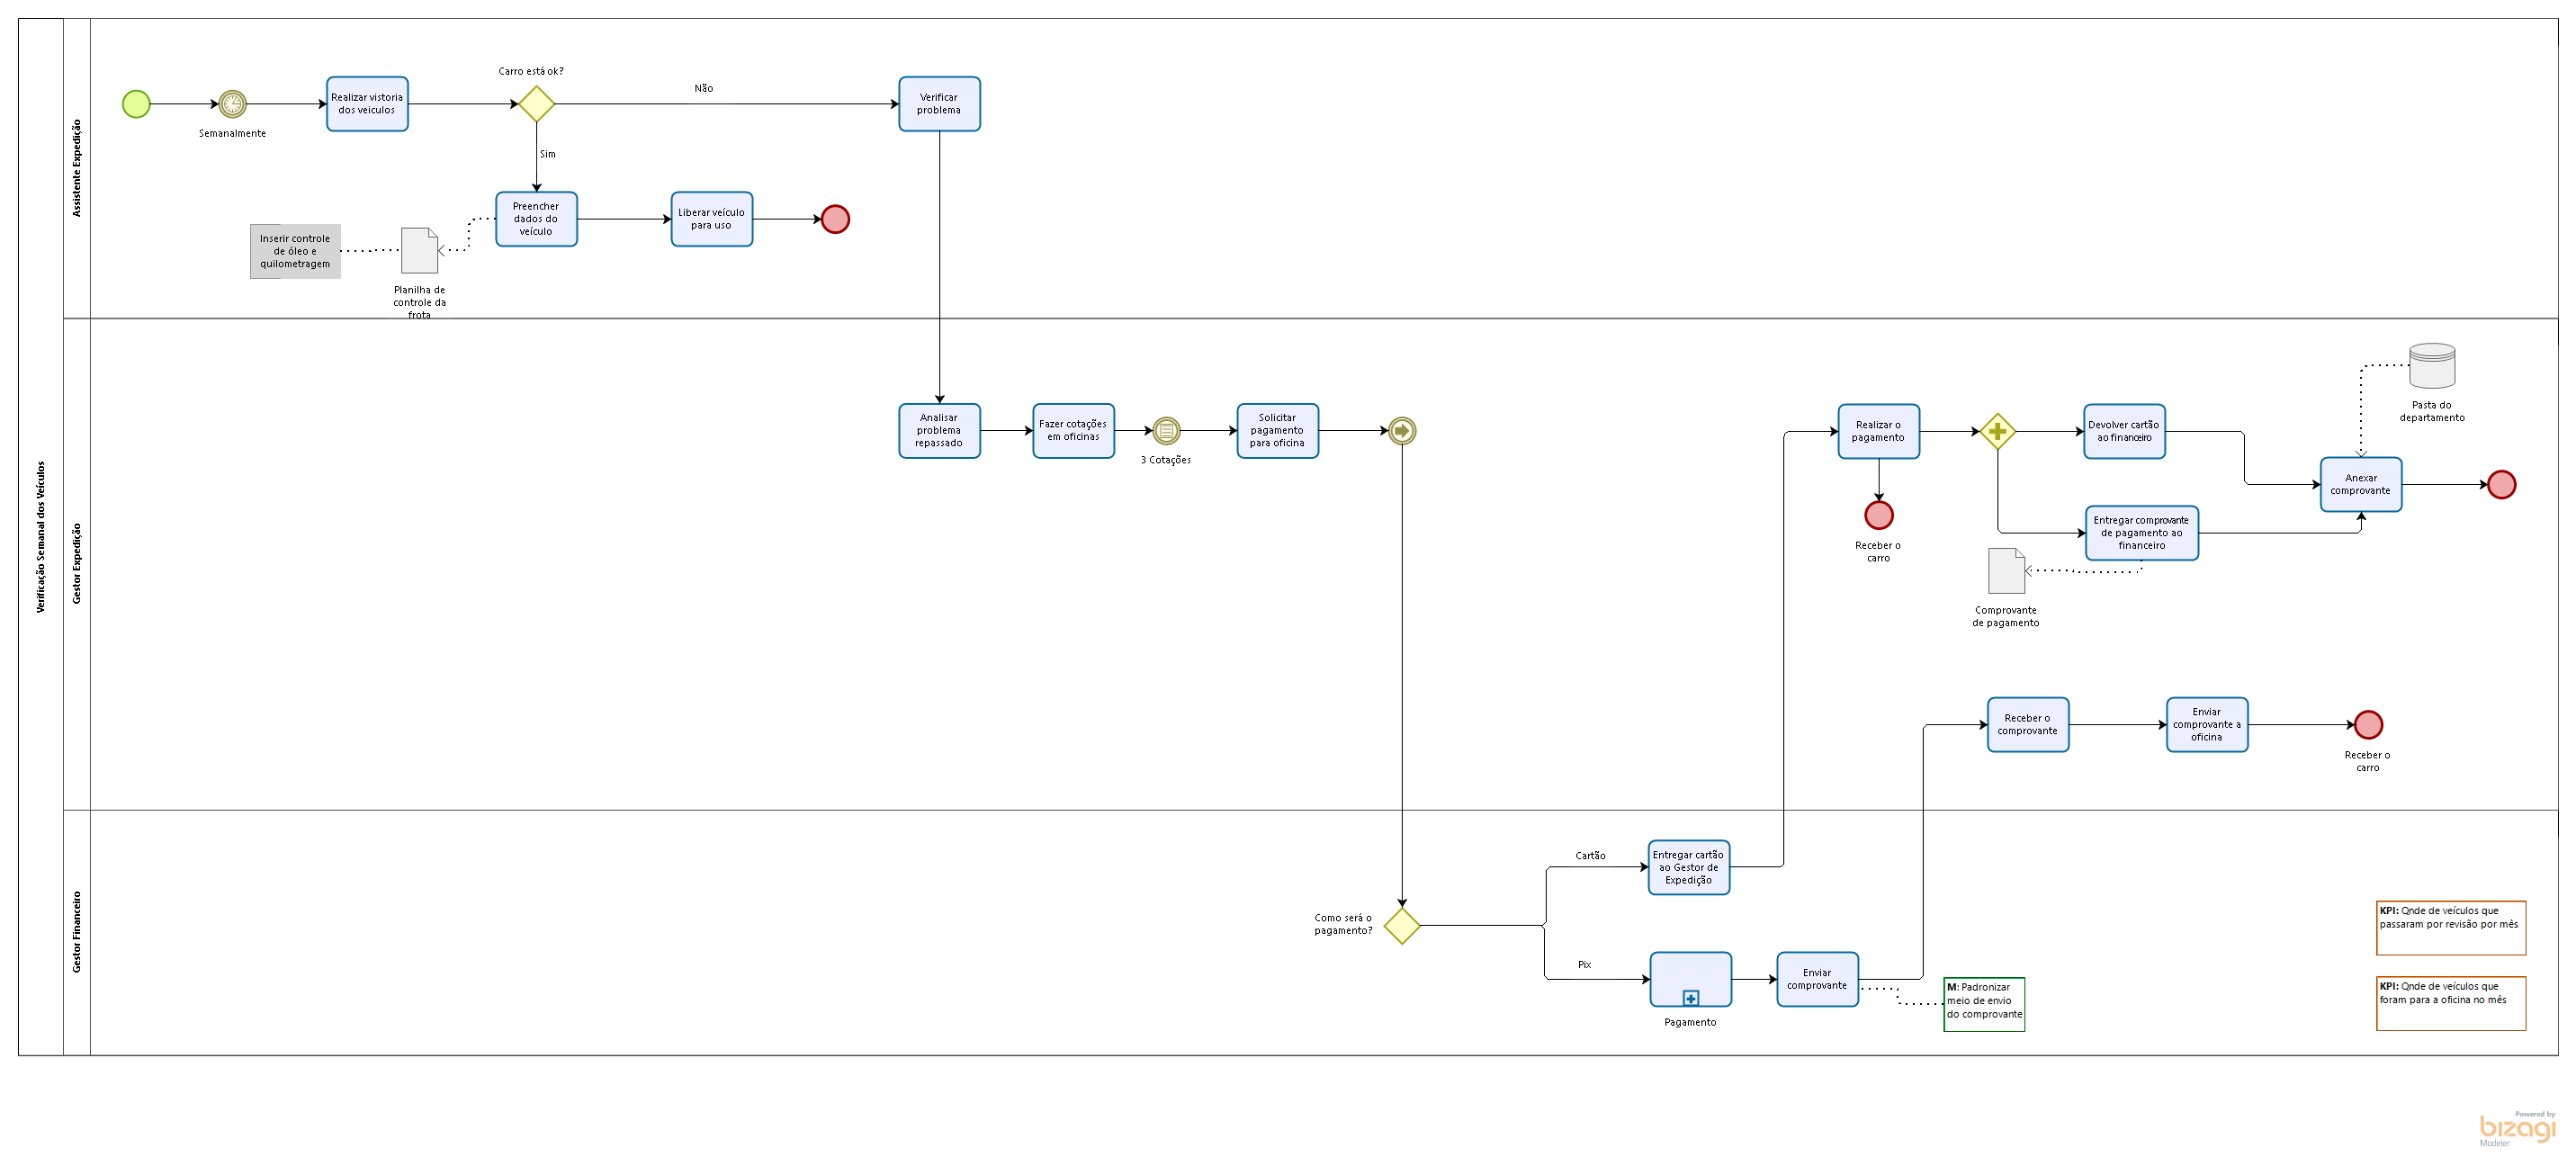 Verificação Semanal dos Veículos
Assistente Expedição
Carro está ok?
Semanalmente
Realizar vistoria
dos veiculos
Não
Verificar
problema
Sim
Preencher
dados do
veículo
Liberar veículo
para uso
Inserir controle
de óleo e
quilometragem
Planilha de
controle da
frota
Gestor Expedição
Analisar
problema
repassado
Fazer cotações
em oficinas
3 Cotações
Solicitar
pagamento
para oficina
Realizar o
pagamento
Receber o
carro
Devolver cartão
ao financeiro
Entregar comprovante
de pagamento ao
financeiro
Comprovante
de pagamento
Pasta do
departamento
Anexar
comprovante
Receber o
comprovante
Enviar
comprovante a
oficina
Receber o
carro
Gestor Financeiro
Como será o
pagamento?
Cartão
Entregar cartão
ao Gestor de
Expedição
Pix
Pagamento
Enviar
comprovante
M: Padronizar
meio de envio
do comprovante
KPI: Qnde de veículos que
passaram por revisão por mês
KPI: Qnde de veículos que
foram para a oficina no mês
Powered by
bizagi
Modeler